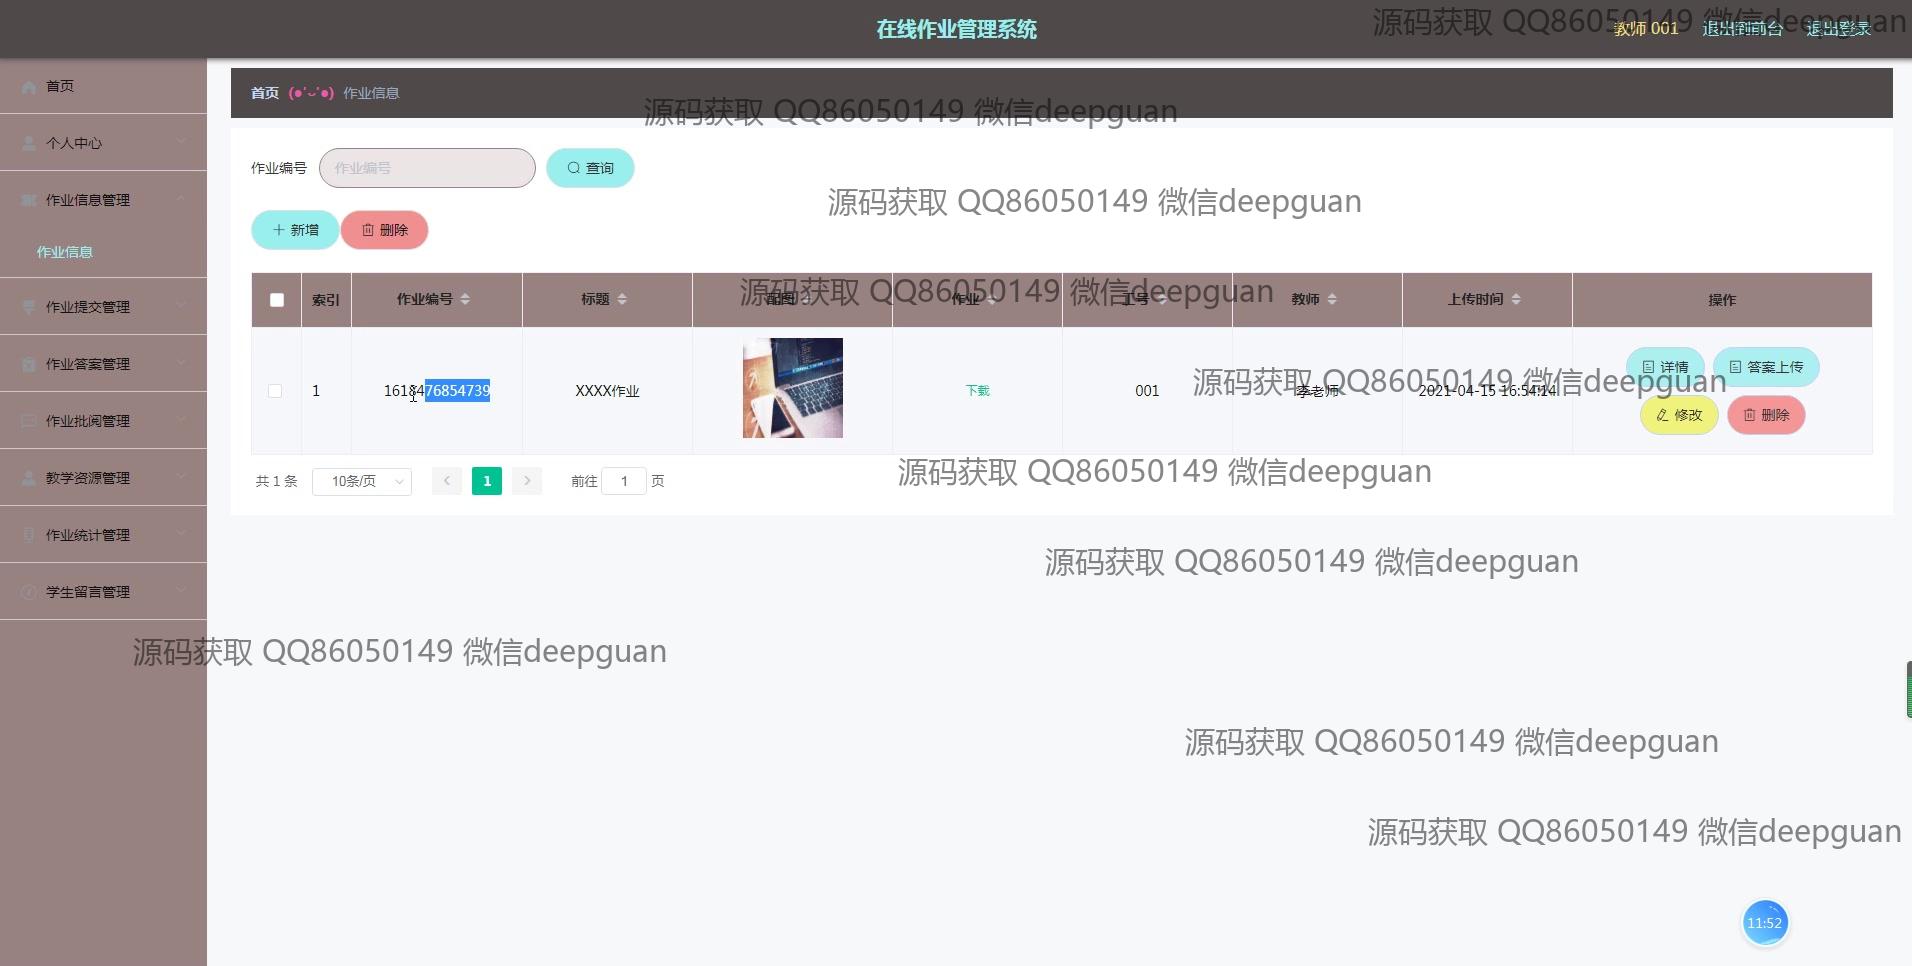 在线作业管理系统
教师 001 退出到前台 退出登录
源码获取 QQ86050149 微信deepguan
首页
个人中心
作业信息管理
作业信息
作业提交管理
作业答案管理
作业批阅管理
教学资源管理
作业统计管理
学生留言管理
首页 (●'◡'●) 作业信息
源码获取 QQ86050149 微信deepguan
作业编号 作业编号 查询
源码获取 QQ86050149 微信deepguan
新增 删除
索引 作业编号 标题 配图 作业 工号 教师 上传时间 操作
源码获取 QQ86050149 微信deepguan
1 1618476854739 XXXX作业 下载 001 李老师 2021-04-15 16:54:14
详情 答案上传
修改 删除
源码获取 QQ86050149 微信deepguan
共 1 条 10条/页 1 前往 1 页
源码获取 QQ86050149 微信deepguan
源码获取 QQ86050149 微信deepguan
源码获取 QQ86050149 微信deepguan
源码获取 QQ86050149 微信deepguan
源码获取 QQ86050149 微信deepguan
11:52